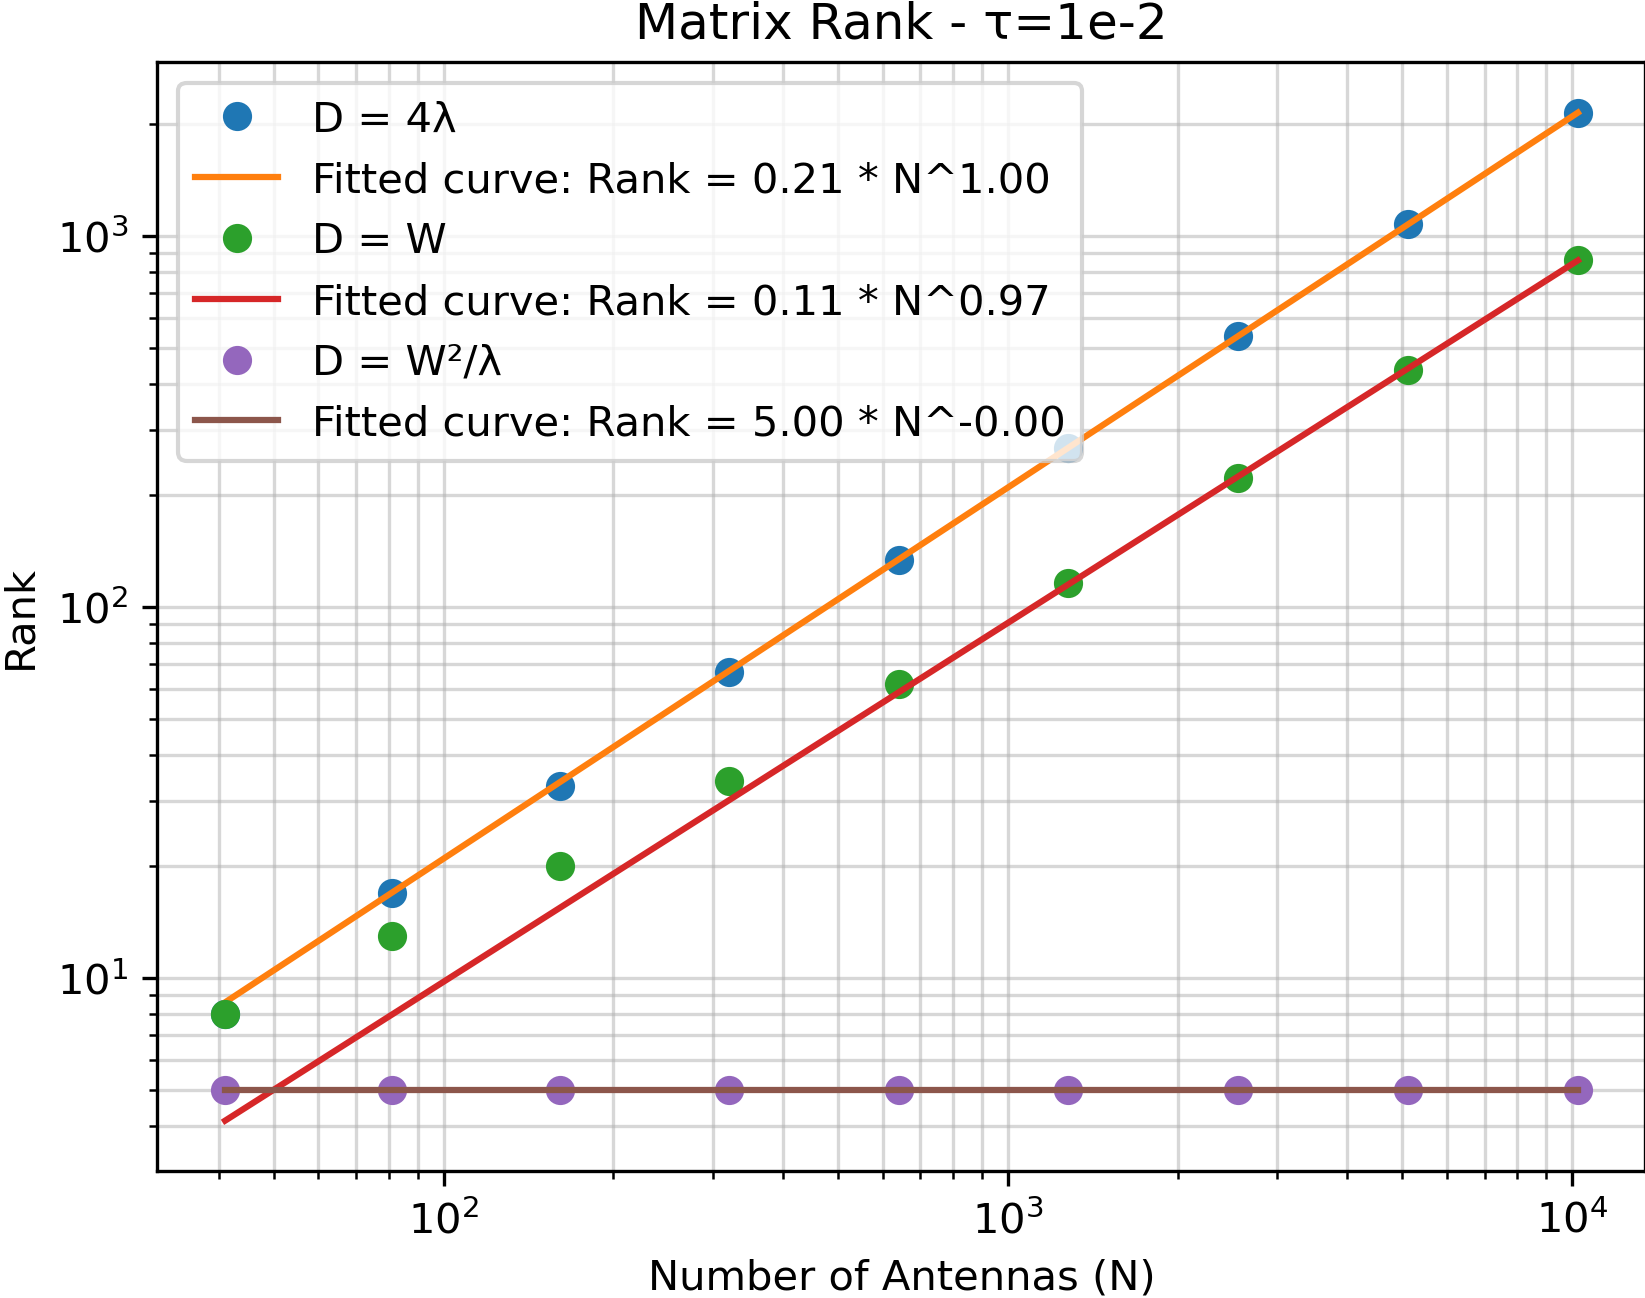 Matrix Rank - τ=1e-2
D = 4λ
Fitted curve: Rank = 0.21 * N^1.00
D = W
Fitted curve: Rank = 0.11 * N^0.97
D = W²/λ
Fitted curve: Rank = 5.00 * N^-0.00
10³
10²
10¹
Rank
10²
10³
10⁴
Number of Antennas (N)